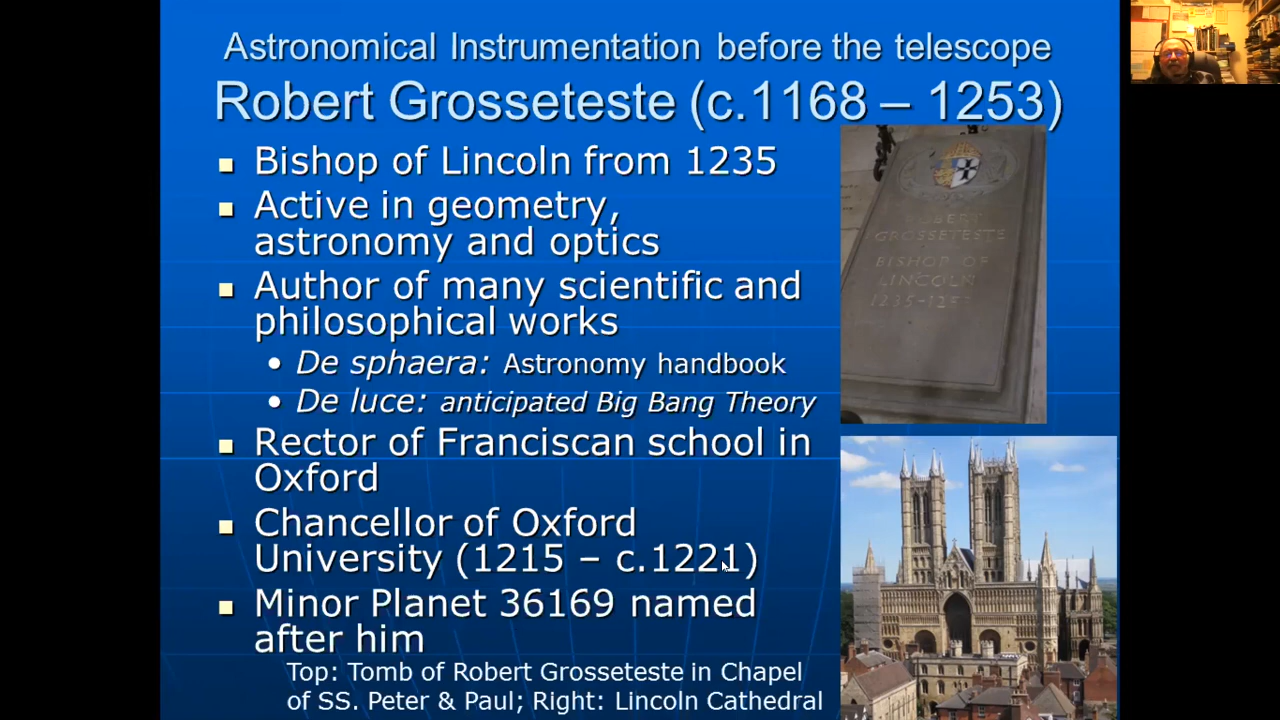 Astronomical Instrumentation before the telescope
Robert Grosseteste (c.1168 – 1253)
Bishop of Lincoln from 1235
Active in geometry,
astronomy and optics
Author of many scientific and
philosophical works
De sphaera: Astronomy handbook
De luce: anticipated Big Bang Theory
Rector of Franciscan school in
Oxford
Chancellor of Oxford
University (1215 – c.1221)
Minor Planet 36169 named
after him
Top: Tomb of Robert Grosseteste in Chapel
of SS. Peter & Paul; Right: Lincoln Cathedral
ROBERT
GROSSETESTE
BISHOP OF
LINCOLN